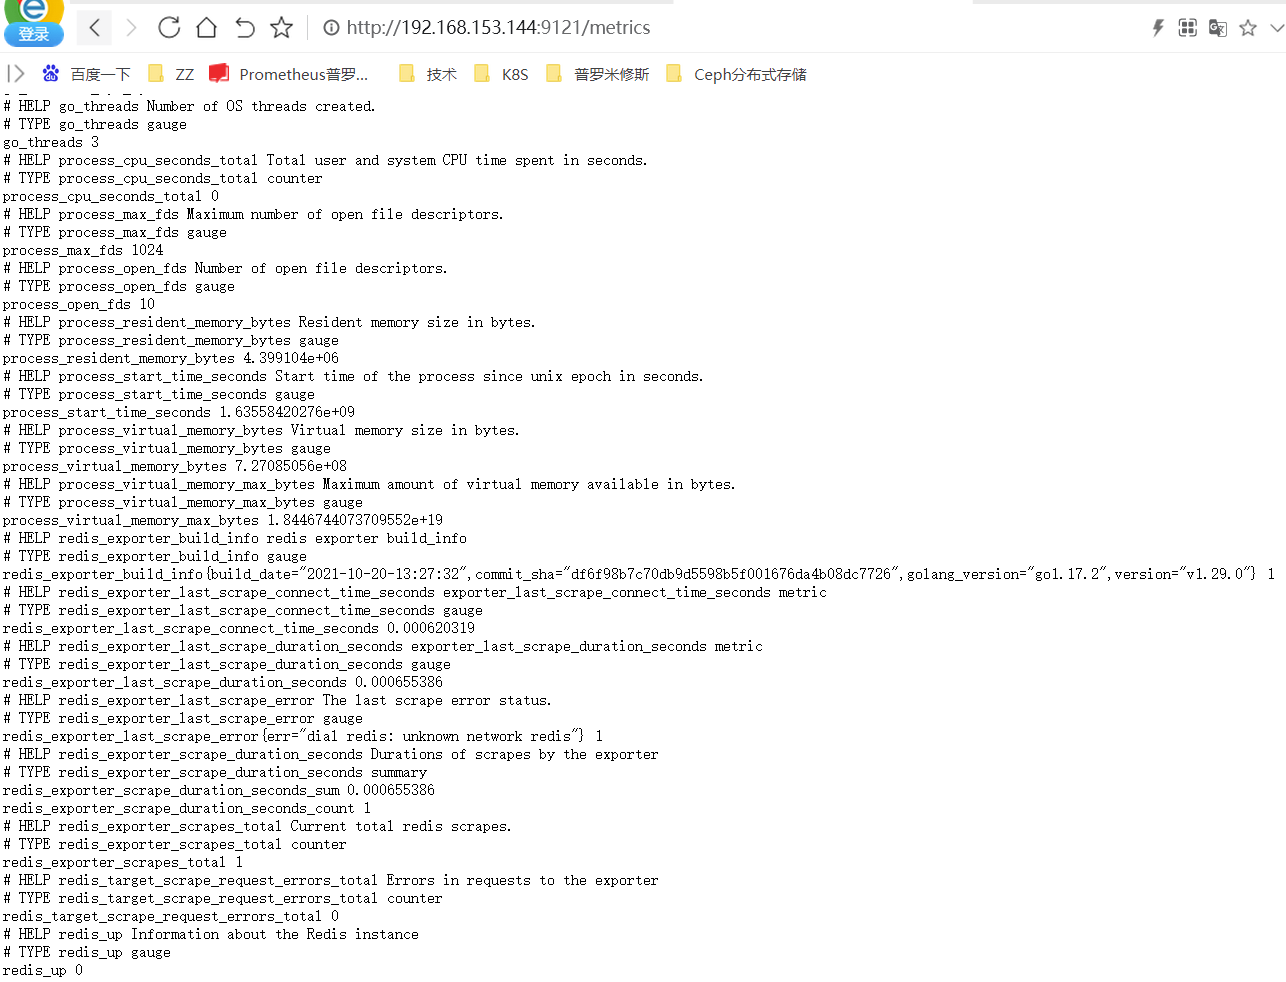 登录
http://192.168.153.144:9121/metrics
百度一下 ZZ Prometheus普罗... 技术 K8S 普罗米修斯 Ceph分布式存储
# HELP go_threads Number of OS threads created.
# TYPE go_threads gauge
go_threads 3
# HELP process_cpu_seconds_total Total user and system CPU time spent in seconds.
# TYPE process_cpu_seconds_total counter
process_cpu_seconds_total 0
# HELP process_max_fds Maximum number of open file descriptors.
# TYPE process_max_fds gauge
process_max_fds 1024
# HELP process_open_fds Number of open file descriptors.
# TYPE process_open_fds gauge
process_open_fds 10
# HELP process_resident_memory_bytes Resident memory size in bytes.
# TYPE process_resident_memory_bytes gauge
process_resident_memory_bytes 4.399104e+06
# HELP process_start_time_seconds Start time of the process since unix epoch in seconds.
# TYPE process_start_time_seconds gauge
process_start_time_seconds 1.63558420276e+09
# HELP process_virtual_memory_bytes Virtual memory size in bytes.
# TYPE process_virtual_memory_bytes gauge
process_virtual_memory_bytes 7.27085056e+08
# HELP process_virtual_memory_max_bytes Maximum amount of virtual memory available in bytes.
# TYPE process_virtual_memory_max_bytes gauge
process_virtual_memory_max_bytes 1.8446744073709552e+19
# HELP redis_exporter_build_info redis exporter build_info
# TYPE redis_exporter_build_info gauge
redis_exporter_build_info{build_date="2021-10-20-13:27:32",commit_sha="df6f98b7c70db9d5598b5f001676da4b08dc7726",golang_version="go1.17.2",version="v1.29.0"} 1
# HELP redis_exporter_last_scrape_connect_time_seconds exporter_last_scrape_connect_time_seconds metric
# TYPE redis_exporter_last_scrape_connect_time_seconds gauge
redis_exporter_last_scrape_connect_time_seconds 0.000620319
# HELP redis_exporter_last_scrape_duration_seconds exporter_last_scrape_duration_seconds metric
# TYPE redis_exporter_last_scrape_duration_seconds gauge
redis_exporter_last_scrape_duration_seconds 0.000655386
# HELP redis_exporter_last_scrape_error The last scrape error status.
# TYPE redis_exporter_last_scrape_error gauge
redis_exporter_last_scrape_error{err="dial redis: unknown network redis"} 1
# HELP redis_exporter_scrape_duration_seconds Durations of scrapes by the exporter
# TYPE redis_exporter_scrape_duration_seconds summary
redis_exporter_scrape_duration_seconds_sum 0.000655386
redis_exporter_scrape_duration_seconds_count 1
# HELP redis_exporter_scrapes_total Current total redis scrapes.
# TYPE redis_exporter_scrapes_total counter
redis_exporter_scrapes_total 1
# HELP redis_target_scrape_request_errors_total Errors in requests to the exporter
# TYPE redis_target_scrape_request_errors_total counter
redis_target_scrape_request_errors_total 0
# HELP redis_up Information about the Redis instance
# TYPE redis_up gauge
redis_up 0